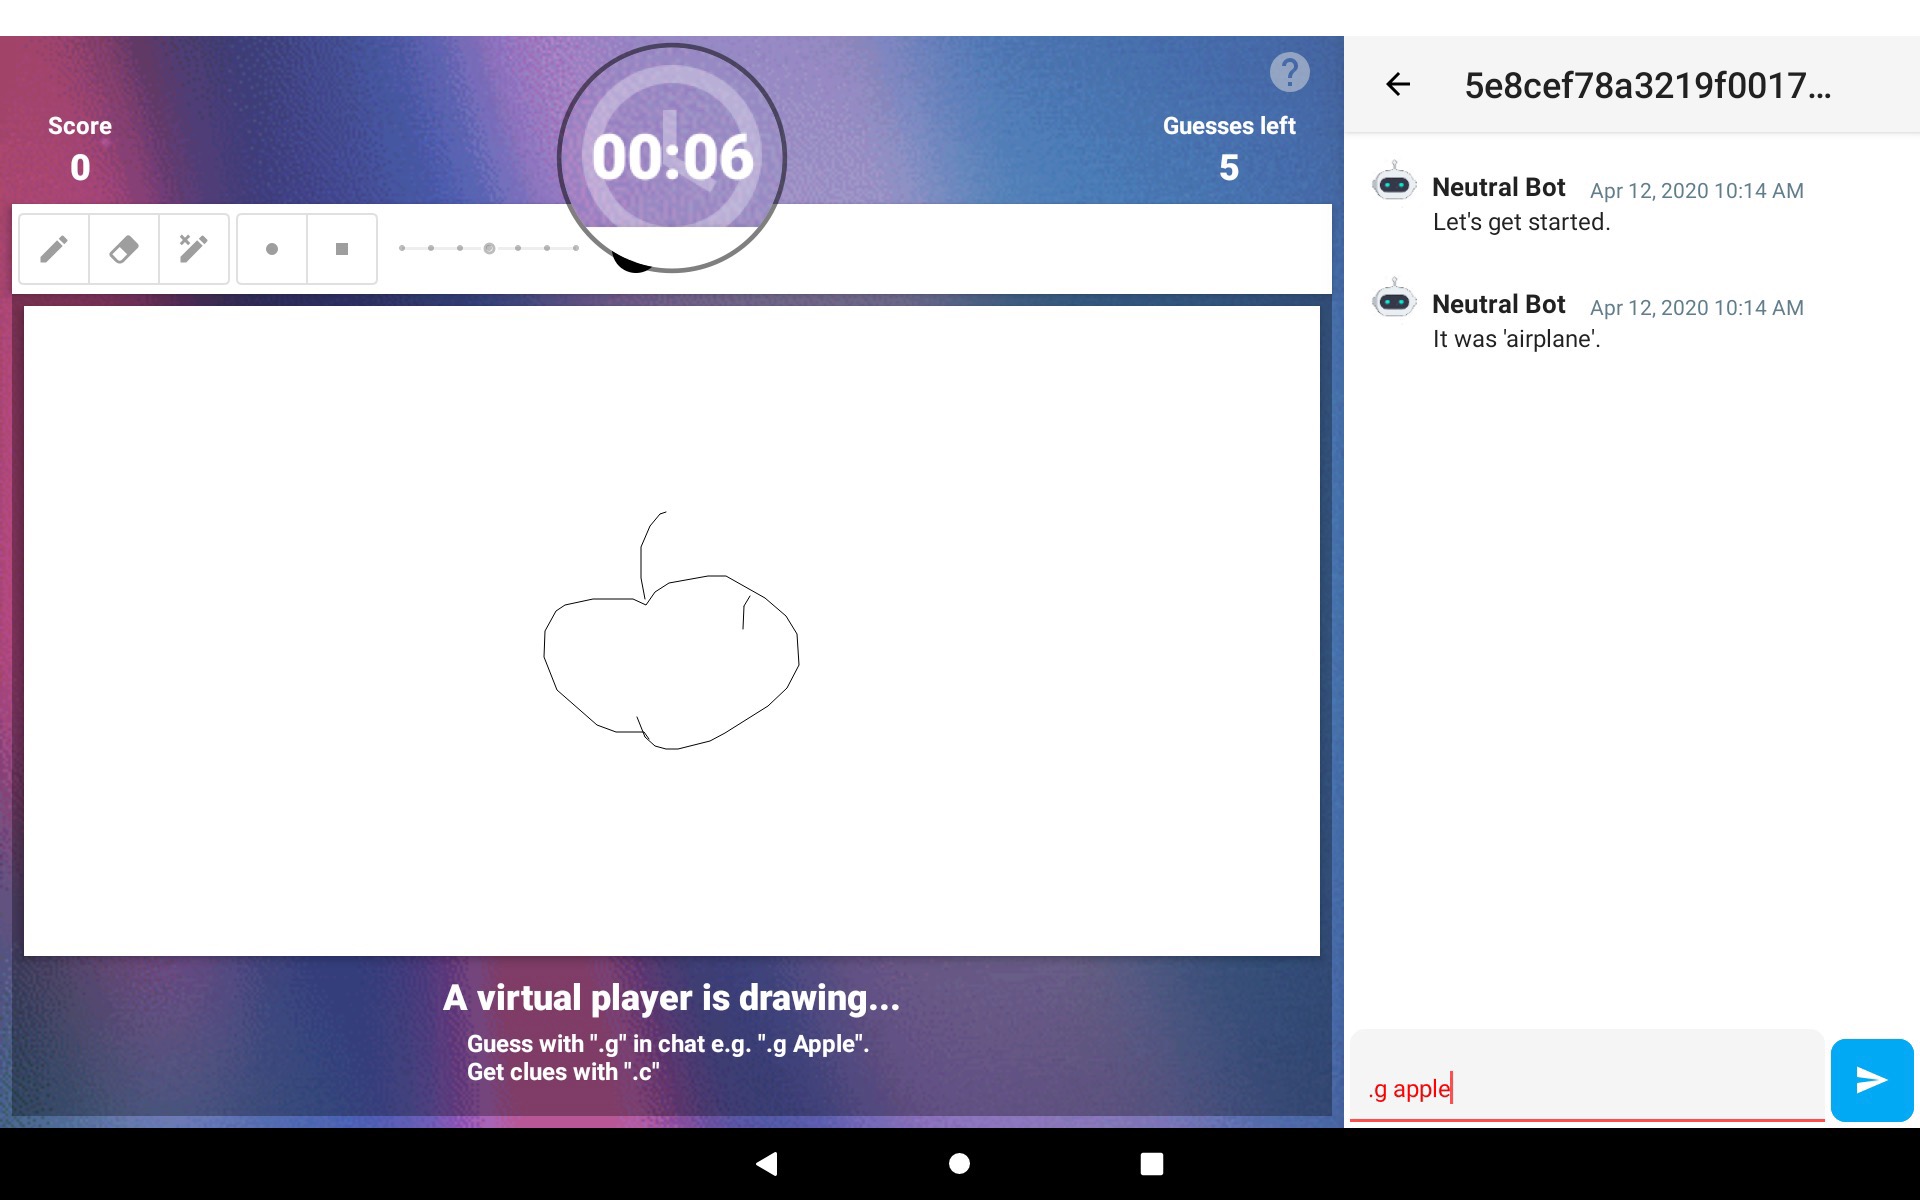 Score
0
00:06
?
Guesses left
5
A virtual player is drawing...
Guess with ".g" in chat e.g. ".g Apple".
Get clues with ".c"
5e8cef78a3219f0017...
Neutral Bot Apr 12, 2020 10:14 AM
Let's get started.
Neutral Bot Apr 12, 2020 10:14 AM
It was 'airplane'.
.g apple